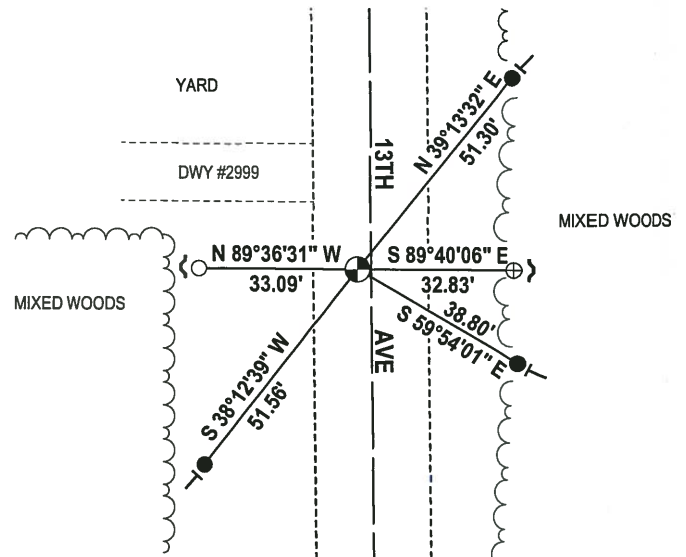 YARD
N 39°13'32" E
51.30'
13TH
DWY #2999
MIXED WOODS
N 89°36'31" W
33.09'
S 89°40'06" E
32.83'
MIXED WOODS
38.80'
S 59°54'01" E
AVE
S 38°12'39" W
51.56'